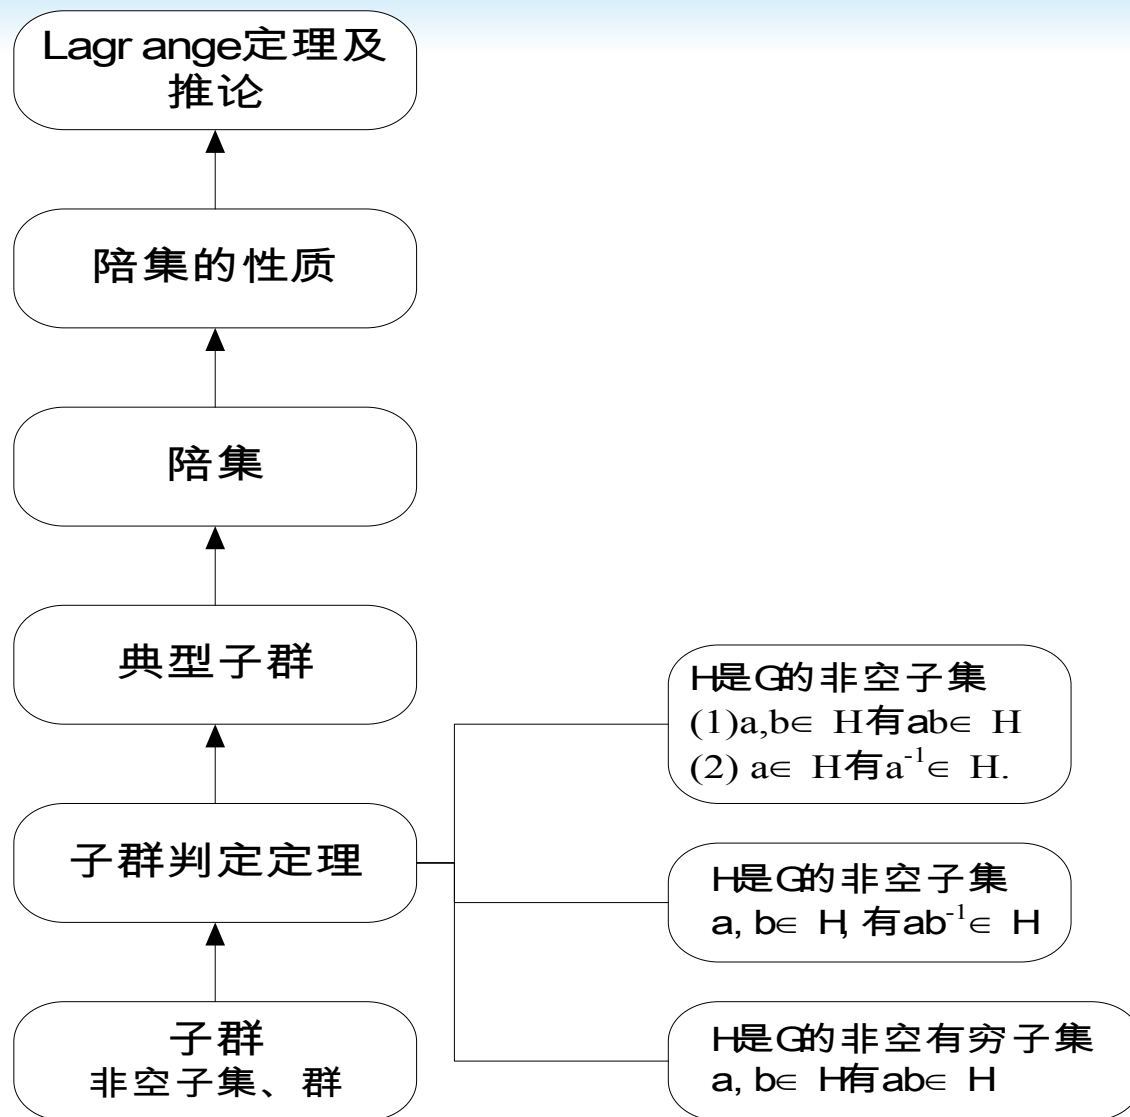 Lagrange定理及
推论
陪集的性质
陪集
典型子群
H是G的非空子集
(1)a,b∈ H有ab∈ H
(2) a∈ H有a⁻¹∈ H.
子群判定定理
H是G的非空子集
a, b∈ H, 有ab⁻¹∈ H
子群
非空子集、群
H是G的非空有穷子集
a, b∈ H有ab∈ H